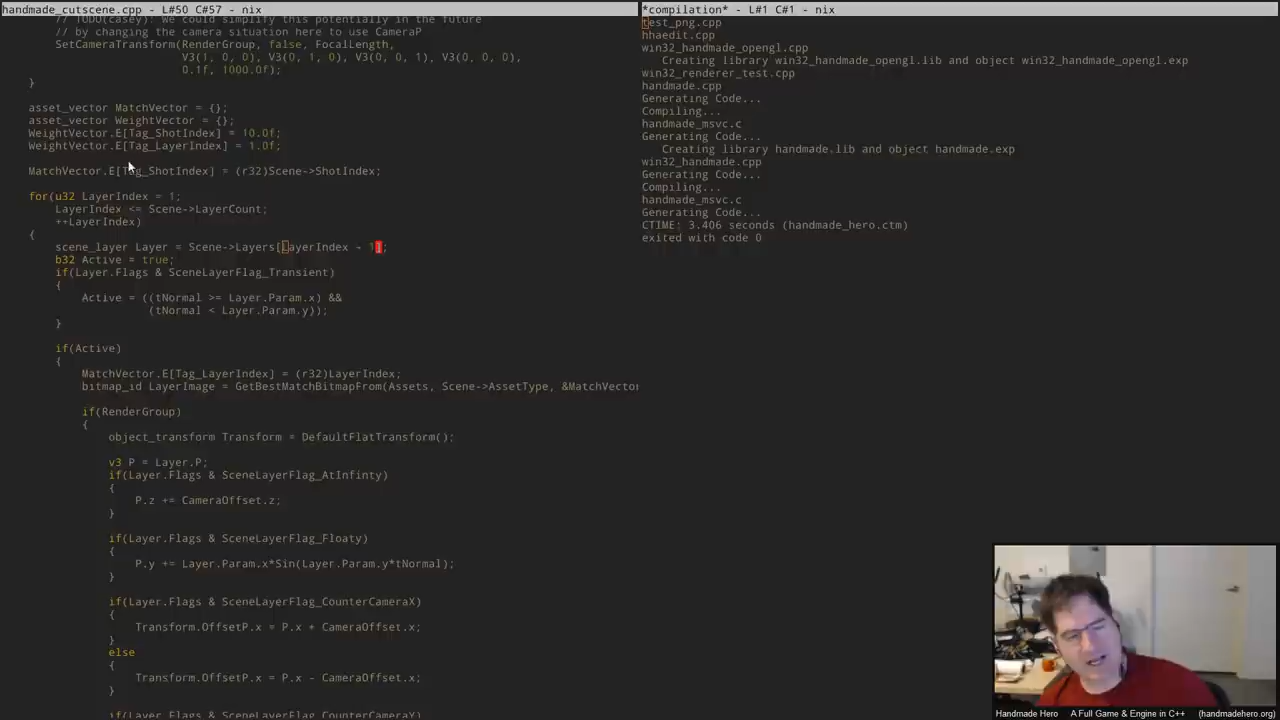 handmade_cutscene.cpp - L#50 C#57 - nix
// TODO(casey): We could simplify this potentially in the future
// by changing the camera situation here to use CameraP
SetCameraTransform(RenderGroup, false, FocalLength,
V3(1, 0, 0), V3(0, 1, 0), V3(0, 0, 1), V3(0, 0, 0),
0.1f, 1000.0f);
}
asset_vector MatchVector = {};
asset_vector WeightVector = {};
WeightVector.E[Tag_ShotIndex] = 10.0f;
WeightVector.E[Tag_LayerIndex] = 1.0f;
MatchVector.E[Tag_ShotIndex] = (r32)Scene->ShotIndex;
for(u32 LayerIndex = 1;
LayerIndex <= Scene->LayerCount;
++LayerIndex)
{
scene_layer Layer = Scene->Layers[LayerIndex - 1];
b32 Active = true;
if(Layer.Flags & SceneLayerFlag_Transient)
{
Active = ((tNormal >= Layer.Param.x) &&
(tNormal < Layer.Param.y));
}
if(Active)
{
MatchVector.E[Tag_LayerIndex] = (r32)LayerIndex;
bitmap_id LayerImage = GetBestMatchBitmapFrom(Assets, Scene->AssetType, &MatchVector
if(RenderGroup)
{
object_transform Transform = DefaultFlatTransform();
v3 P = Layer.P;
if(Layer.Flags & SceneLayerFlag_AtInfinty)
{
P.z += CameraOffset.z;
}
if(Layer.Flags & SceneLayerFlag_Floaty)
{
P.y += Layer.Param.x*Sin(Layer.Param.y*tNormal);
}
if(Layer.Flags & SceneLayerFlag_CounterCameraX)
{
Transform.OffsetP.x = P.x + CameraOffset.x;
}
else
{
Transform.OffsetP.x = P.x - CameraOffset.x;
}
if(Layer.Flags & SceneLayerFlag_CounterCameraY)
*compilation* - L#1 C#1 - nix
test_png.cpp
hhaedit.cpp
win32_handmade_opengl.cpp
Creating library win32_handmade_opengl.lib and object win32_handmade_opengl.exp
win32_renderer_test.cpp
handmade.cpp
Generating Code...
Compiling...
handmade_msvc.c
Generating Code...
Creating library handmade.lib and object handmade.exp
win32_handmade.cpp
Generating Code...
Compiling...
handmade_msvc.c
Generating Code...
CTIME: 3.406 seconds (handmade_hero.ctm)
exited with code 0
Handmade Hero A Full Game & Engine in C++ (handmadehero.org)